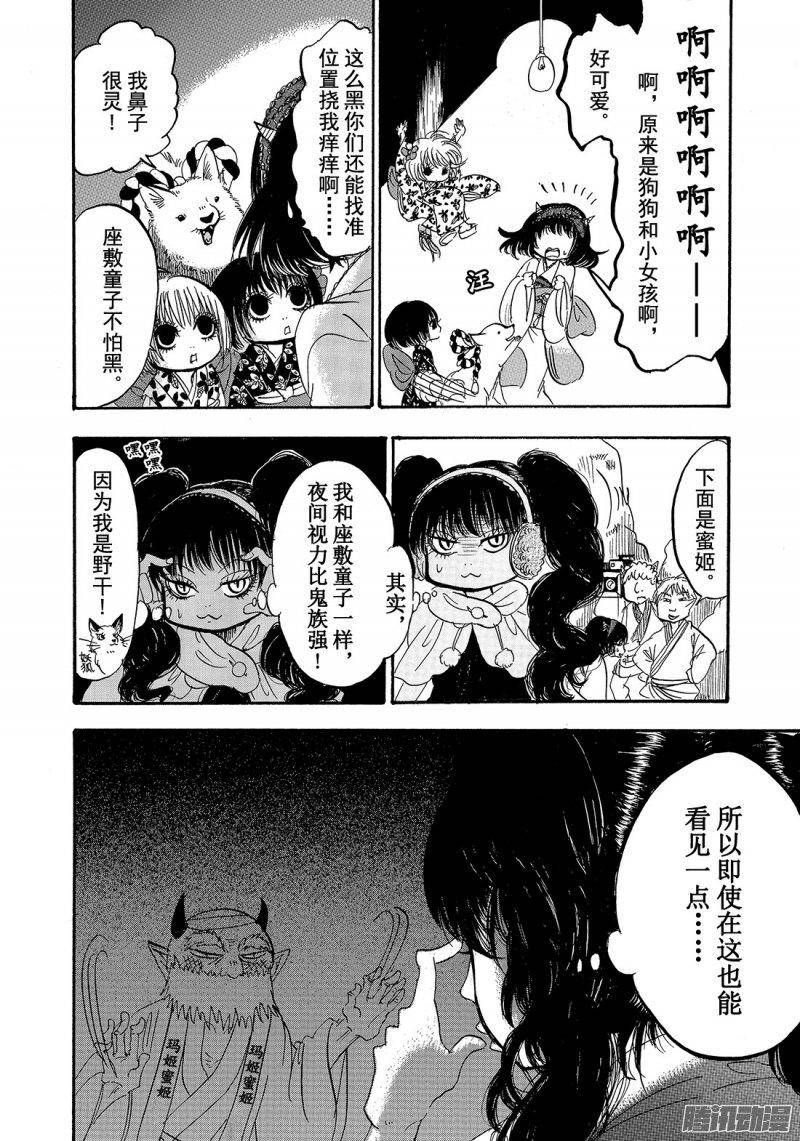 啊啊啊啊啊啊——
啊，原来是狗狗和小女孩啊，
好可爱。
汪
这么黑你们还能找准
位置挠我痒痒啊……
我鼻子
很灵！
座敷童子不怕黑。
下面是蜜姬。
其实，
我和座敷童子一样，
夜间视力比鬼族强！
嘿嘿嘿
因为我是野干！
妖狐
所以即使在这也能
看见一点……
玛姬蜜姬
玛姬蜜姬
腾讯动漫